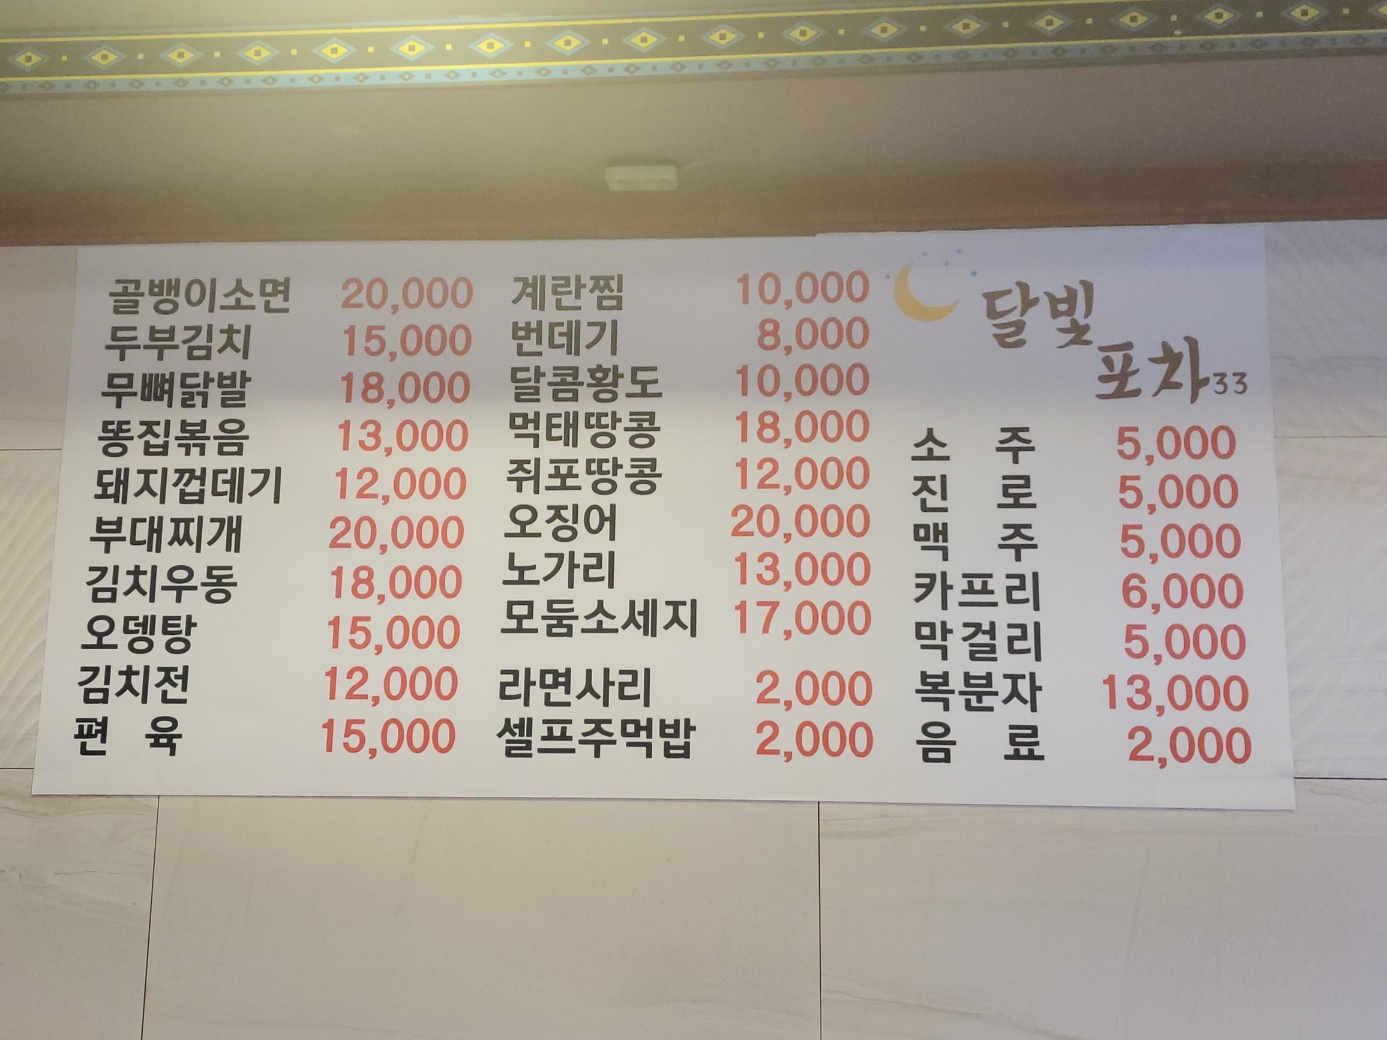 골뱅이소면 20,000
두부김치 15,000
무뼈닭발 18,000
똥집볶음 13,000
돼지껍데기 12,000
부대찌개 20,000
김치우동 18,000
오뎅탕 15,000
김치전 12,000
편 육 15,000
계란찜 10,000
번데기 8,000
달콤황도 10,000
먹태땅콩 18,000
쥐포땅콩 12,000
오징어 20,000
노가리 13,000
모둠소세지 17,000
라면사리 2,000
셀프주먹밥 2,000
달빛
포차33
소 주 5,000
진 로 5,000
맥 주 5,000
카프리 6,000
막걸리 5,000
복분자 13,000
음 료 2,000